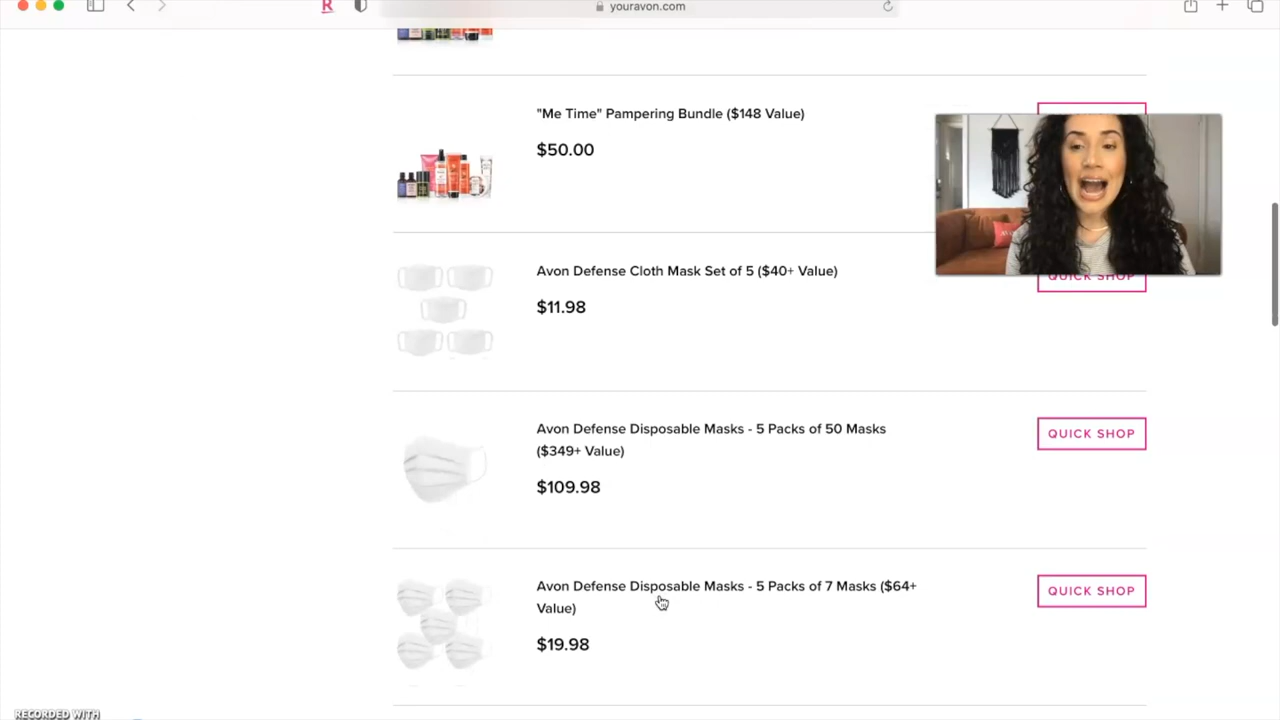 R
youravon.com
"Me Time" Pampering Bundle ($148 Value)
$50.00
Avon Defense Cloth Mask Set of 5 ($40+ Value)
QUICK SHOP
$11.98
Avon Defense Disposable Masks - 5 Packs of 50 Masks
($349+ Value)
QUICK SHOP
$109.98
Avon Defense Disposable Masks - 5 Packs of 7 Masks ($64+
Value)
QUICK SHOP
$19.98
RECORDED WITH